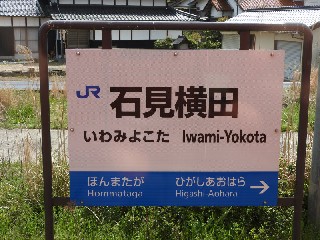 JR 石見横田
いわみよこた Iwami-Yokota
ほんまたが ひがしあおはら
Hommataga Higashi-Aohara →